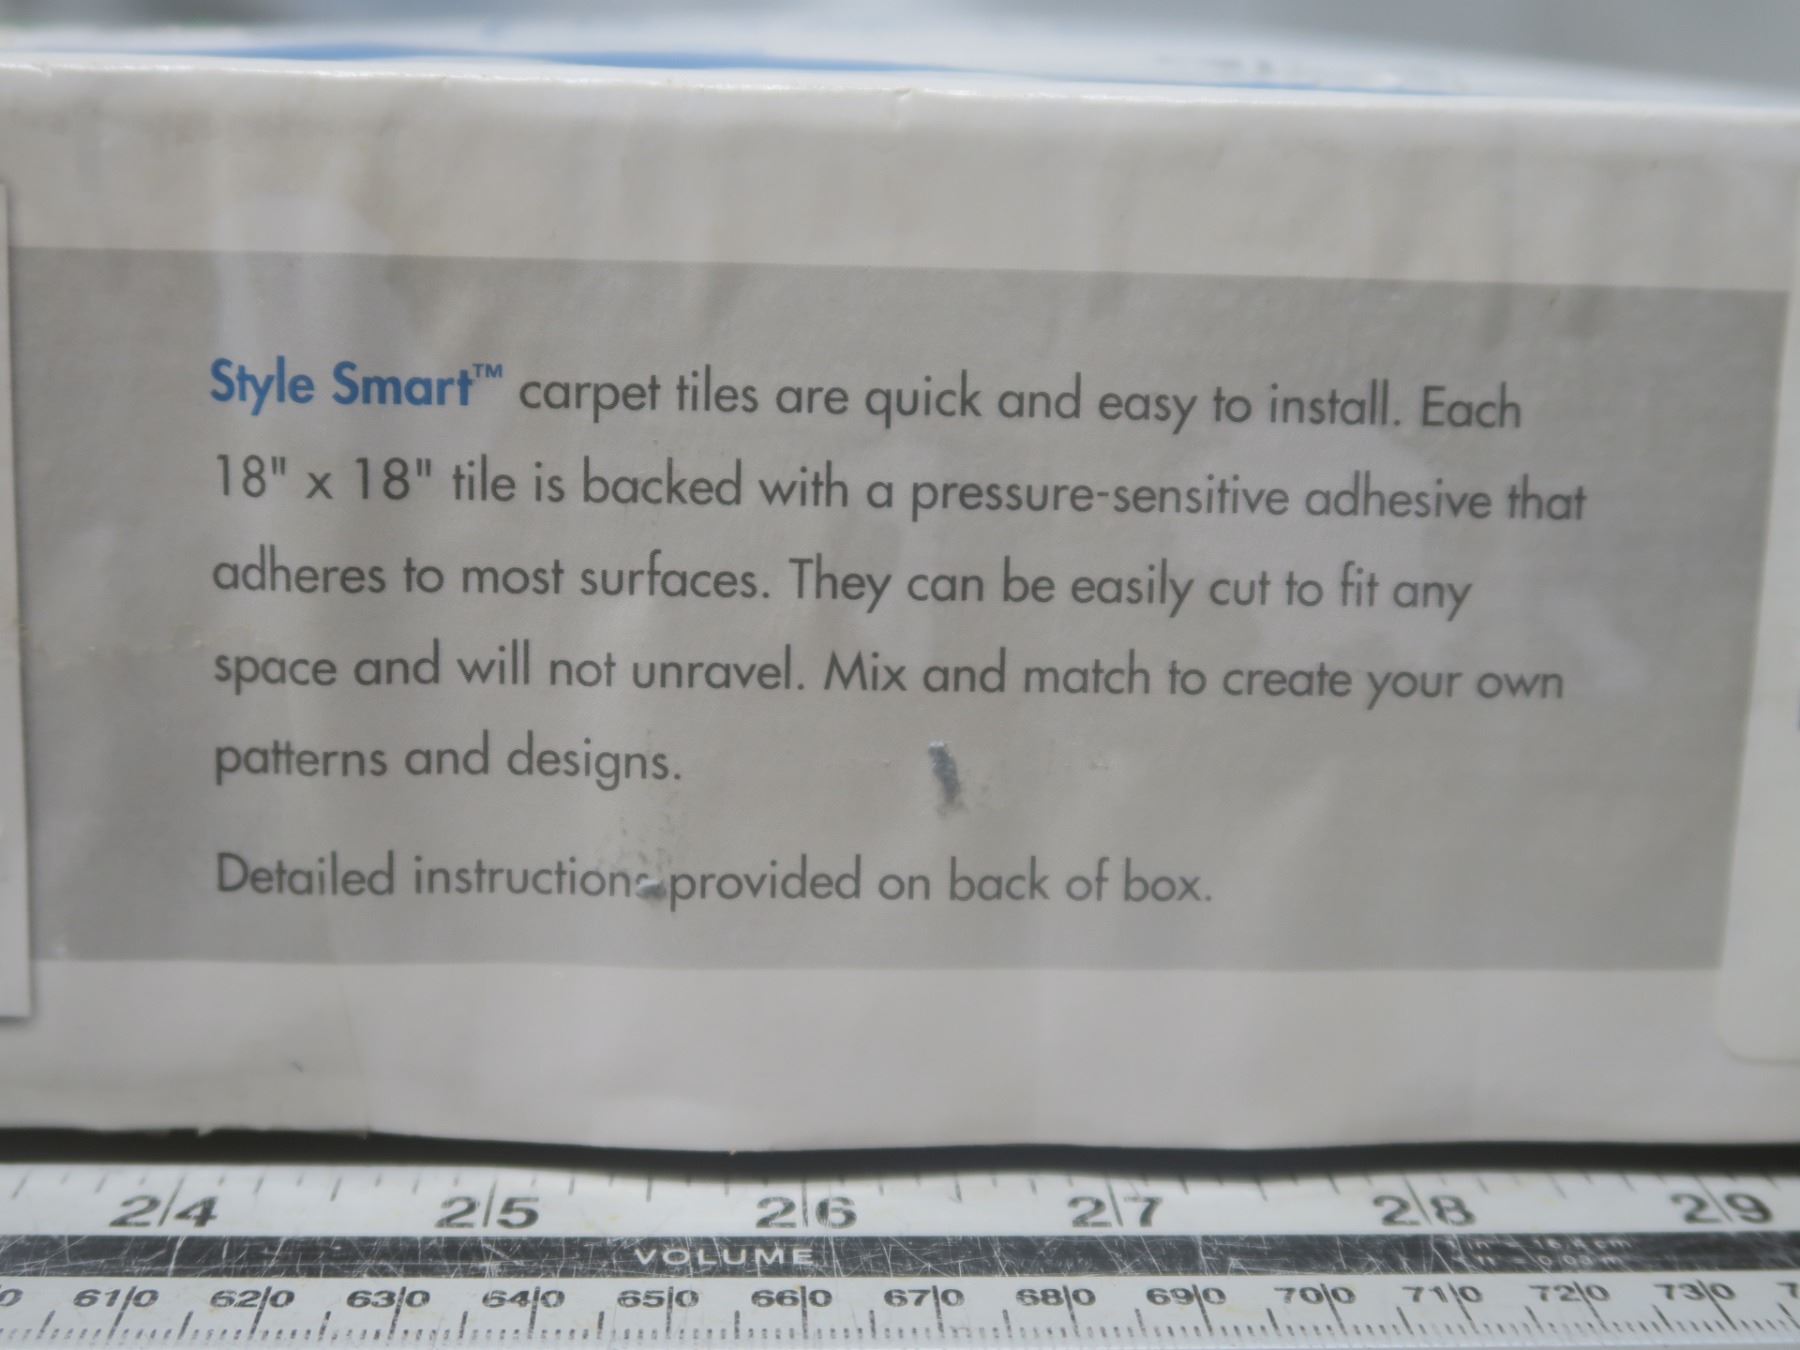 Style Smart™ carpet tiles are quick and easy to install. Each
18" x 18" tile is backed with a pressure-sensitive adhesive that
adheres to most surfaces. They can be easily cut to fit any
space and will not unravel. Mix and match to create your own
patterns and designs.
Detailed instructions provided on back of box.
24 25 26 27 28 29
VOLUME
610 620 630 640 650 660 670 680 690 700 710 720 730